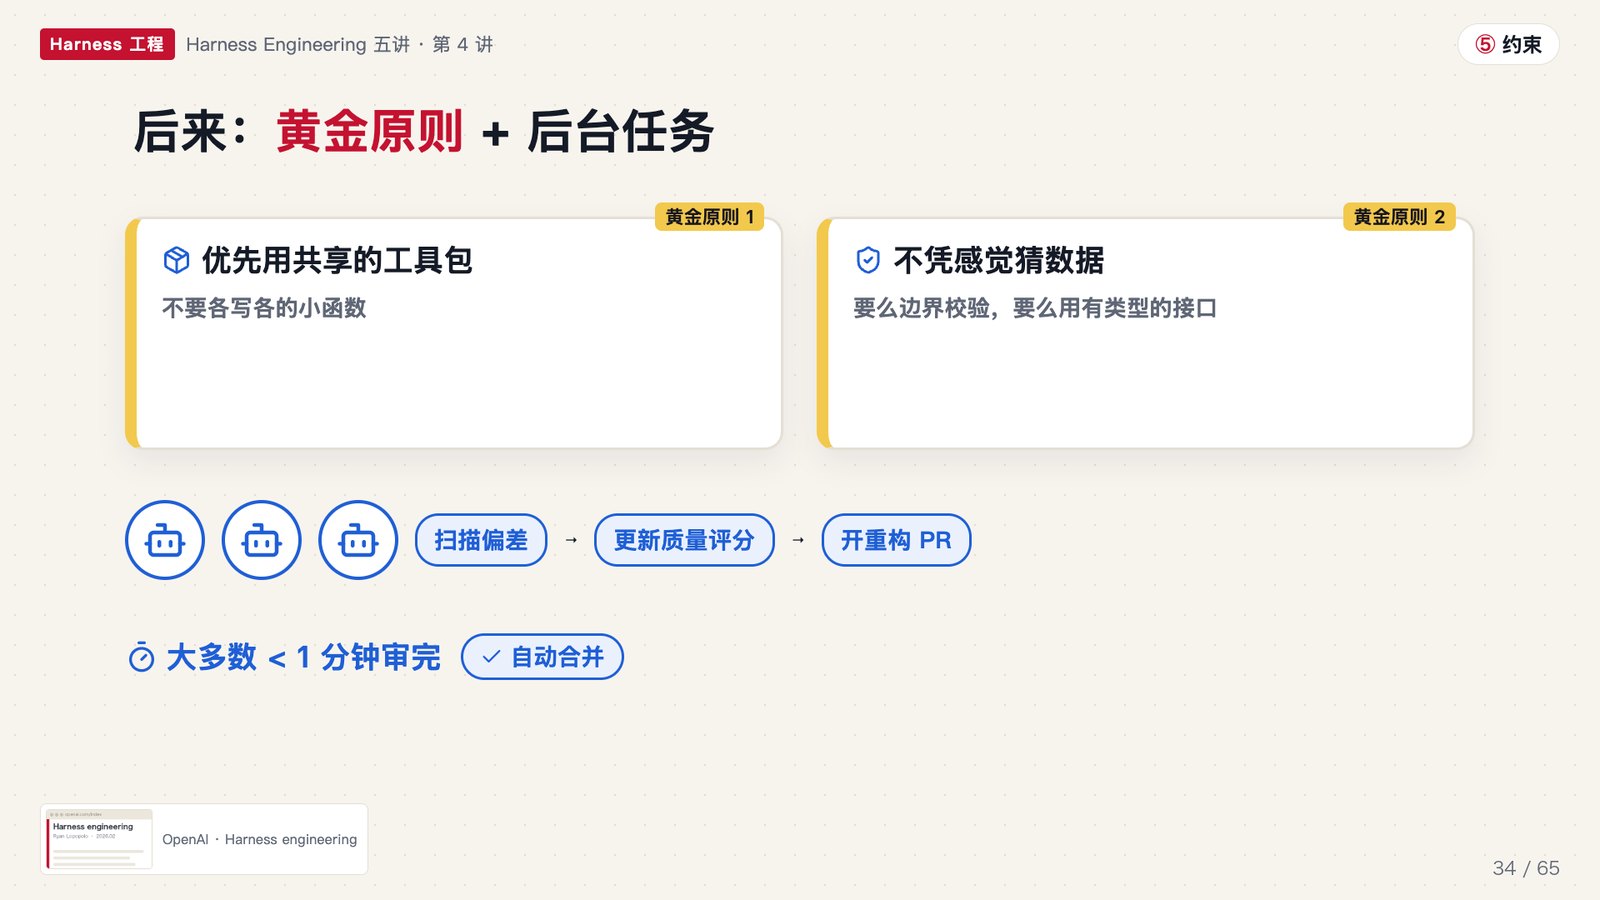 Harness 工程
Harness Engineering 五讲 · 第 4 讲
⑤ 约束
后来：黄金原则 + 后台任务
黄金原则 1
优先用共享的工具包
不要各写各的小函数
黄金原则 2
不凭感觉猜数据
要么边界校验，要么用有类型的接口
扫描偏差 → 更新质量评分 → 开重构 PR
大多数 < 1 分钟审完
自动合并
Harness engineering
OpenAI · Harness engineering
34 / 65